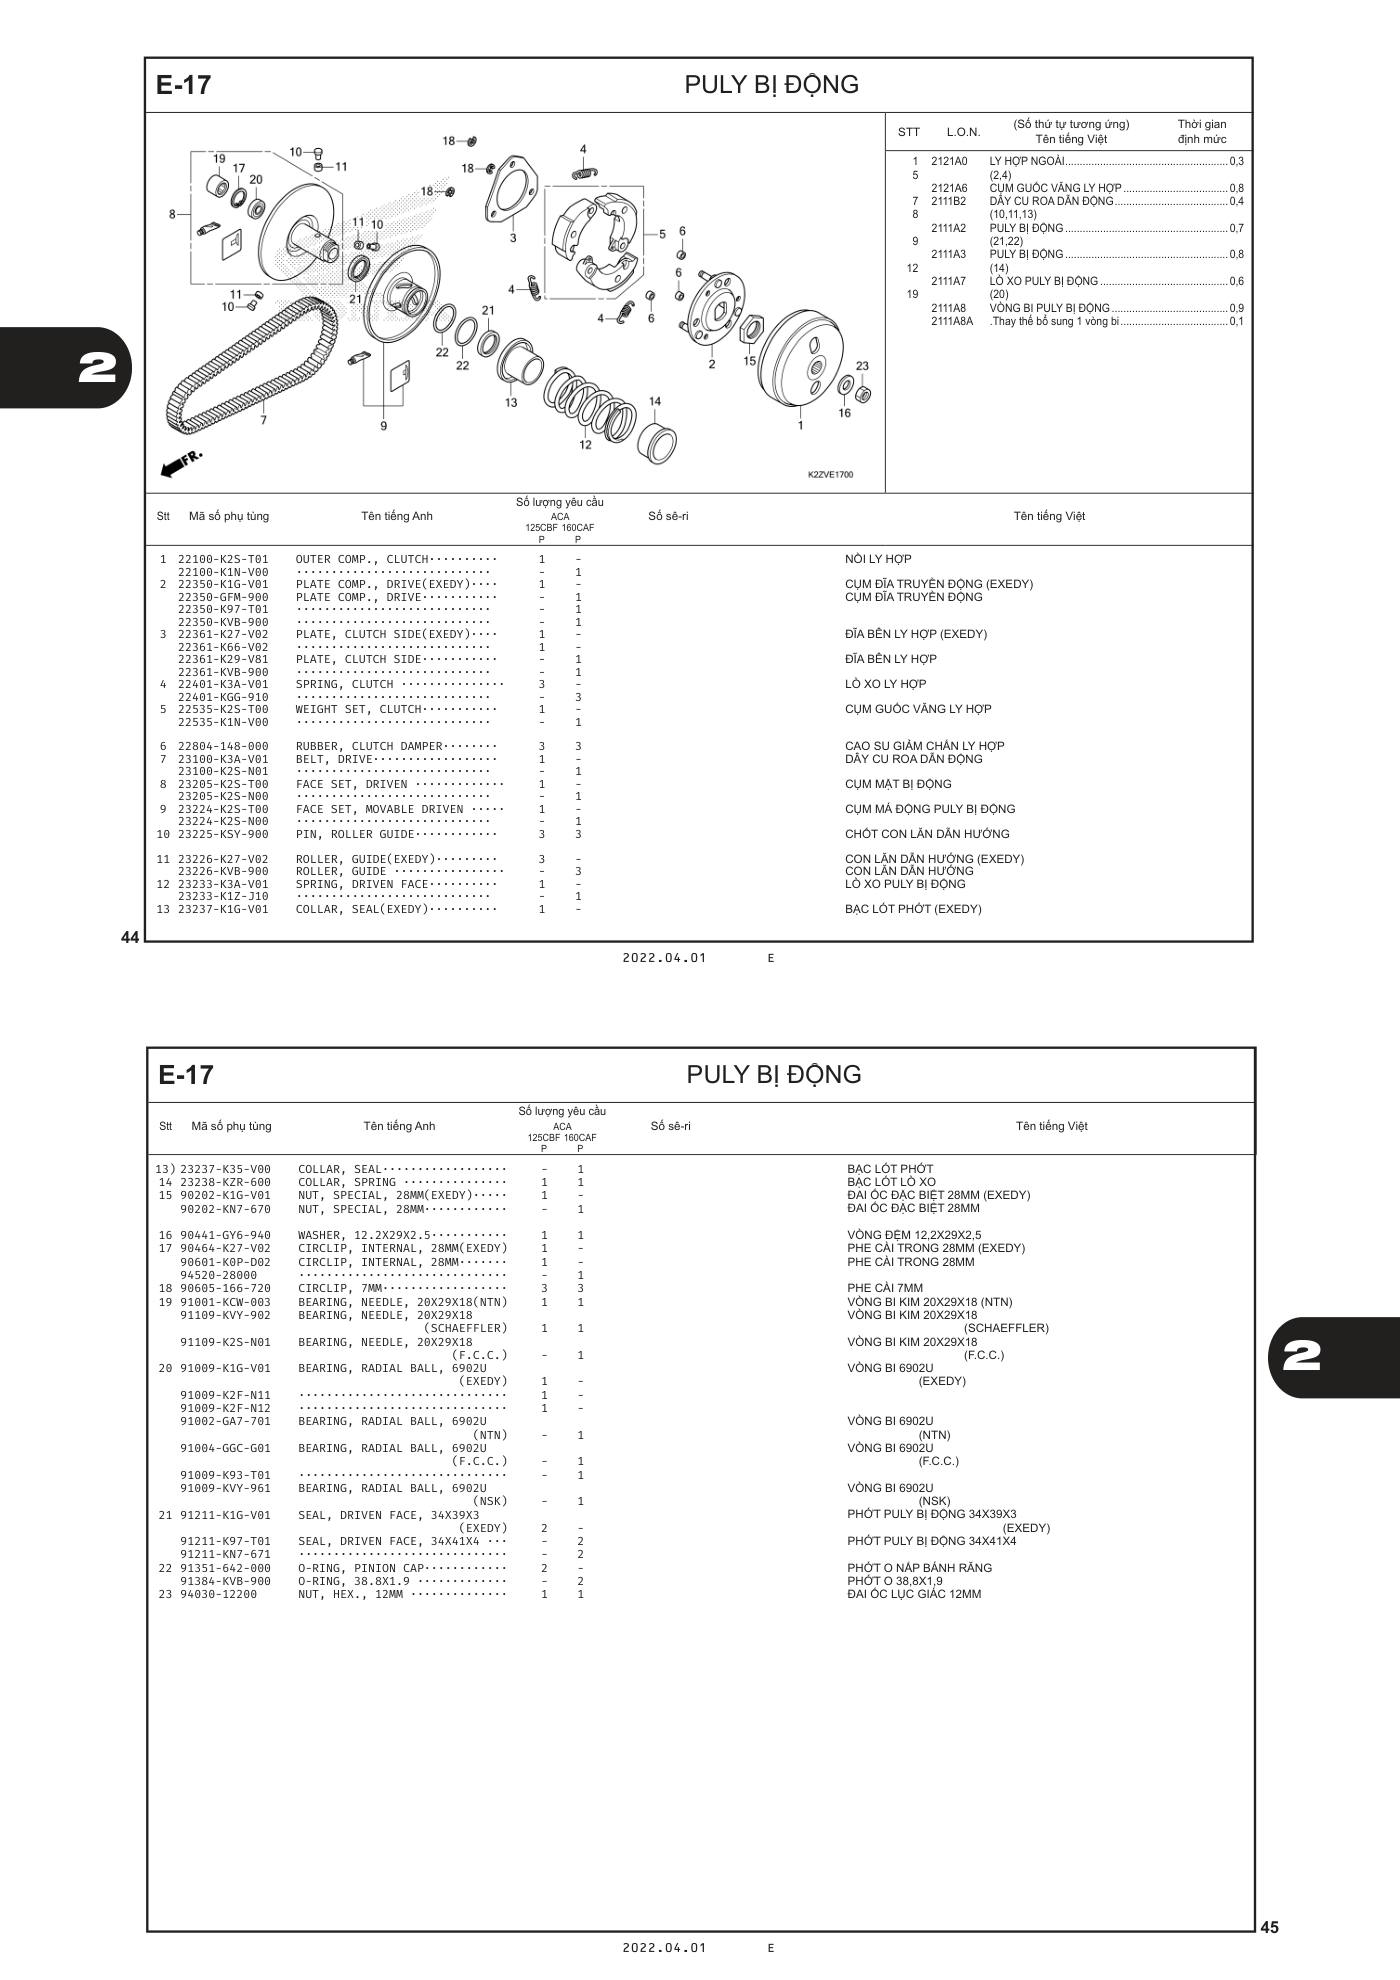 E-17 PULY BỊ ĐỘNG
STT L.O.N. (Số thứ tự tương ứng) Tên tiếng Việt Thời gian định mức
1 2121A0 LY HỢP NGOÀI 0,3
5 (2,4)
2121A6 CỤM GUỐC VĂNG LY HỢP 0,8
7 2111B2 DÂY CU ROA DẪN ĐỘNG 0,4
8 (10,11,13)
2111A2 PULY BỊ ĐỘNG 0,7
9 (21,22)
2111A3 PULY BỊ ĐỘNG 0,8
12 (14)
2111A7 LÒ XO PULY BỊ ĐỘNG 0,6
19 (20)
2111A8 VÒNG BI PULY BỊ ĐỘNG 0,9
2111A8A .Thay thế bổ sung 1 vòng bi 0,1
18
10
4
19
11
17
18
20
18
8
3
11 10
5
6
6
11
10
21
4
21
4
6
22
22
2
15
23
7
9
13
12
14
1
16
FR.
K2ZVE1700
2
Stt Mã số phụ tùng Tên tiếng Anh Số lượng yêu cầu ACA 125CBF 160CAF P P Số sê-ri Tên tiếng Việt
1 22100-K2S-T01 OUTER COMP., CLUTCH·········· 1 - NỒI LY HỢP
22100-K1N-V00 ···························· - 1
2 22350-K1G-V01 PLATE COMP., DRIVE(EXEDY)···· 1 - CỤM ĐĨA TRUYỀN ĐỘNG (EXEDY)
22350-GFM-900 PLATE COMP., DRIVE··········· - 1 CỤM ĐĨA TRUYỀN ĐỘNG
22350-K97-T01 ···························· - 1
22350-KVB-900 ···························· - 1
3 22361-K27-V02 PLATE, CLUTCH SIDE(EXEDY)···· 1 - ĐĨA BÊN LY HỢP (EXEDY)
22361-K66-V02 ···························· 1 -
22361-K29-V81 PLATE, CLUTCH SIDE··········· - 1 ĐĨA BÊN LY HỢP
22361-KVB-900 ···························· - 1
4 22401-K3A-V01 SPRING, CLUTCH ··············· 3 - LÒ XO LY HỢP
22401-KGG-910 ···························· - 3
5 22535-K2S-T00 WEIGHT SET, CLUTCH··········· 1 - CỤM GUỐC VĂNG LY HỢP
22535-K1N-V00 ···························· - 1
6 22804-148-000 RUBBER, CLUTCH DAMPER········ 3 3 CAO SU GIẢM CHẤN LY HỢP
7 23100-K3A-V01 BELT, DRIVE·················· 1 - DÂY CU ROA DẪN ĐỘNG
23100-K2S-N01 ···························· - 1
8 23205-K2S-T00 FACE SET, DRIVEN ············· 1 - CỤM MẶT BỊ ĐỘNG
23205-K2S-N00 ···························· - 1
9 23224-K2S-T00 FACE SET, MOVABLE DRIVEN ····· 1 - CỤM MÁ ĐỘNG PULY BỊ ĐỘNG
23224-K2S-N00 ···························· - 1
10 23225-KSY-900 PIN, ROLLER GUIDE············ 3 3 CHỐT CON LĂN DẪN HƯỚNG
11 23226-K27-V02 ROLLER, GUIDE(EXEDY)········· 3 - CON LĂN DẪN HƯỚNG (EXEDY)
23226-KVB-900 ROLLER, GUIDE ················ - 3 CON LĂN DẪN HƯỚNG
12 23233-K3A-V01 SPRING, DRIVEN FACE·········· 1 - LÒ XO PULY BỊ ĐỘNG
23233-K1Z-J10 ···························· - 1
13 23237-K1G-V01 COLLAR, SEAL(EXEDY)·········· 1 - BẠC LÓT PHỚT (EXEDY)
44
2022.04.01 E
E-17 PULY BỊ ĐỘNG
Stt Mã số phụ tùng Tên tiếng Anh Số lượng yêu cầu ACA 125CBF 160CAF P P Số sê-ri Tên tiếng Việt
13) 23237-K35-V00 COLLAR, SEAL·················· - 1 BẠC LÓT PHỚT
14 23238-KZR-600 COLLAR, SPRING ··············· 1 1 BẠC LÓT LÒ XO
15 90202-K1G-V01 NUT, SPECIAL, 28MM(EXEDY)····· 1 - ĐAI ỐC ĐẶC BIỆT 28MM (EXEDY)
90202-KN7-670 NUT, SPECIAL, 28MM············ - 1 ĐAI ỐC ĐẶC BIỆT 28MM
16 90441-GY6-940 WASHER, 12.2X29X2.5··········· 1 1 VÒNG ĐỆM 12,2X29X2,5
17 90464-K27-V02 CIRCLIP, INTERNAL, 28MM(EXEDY) 1 - PHE CÀI TRONG 28MM (EXEDY)
90601-K0P-D02 CIRCLIP, INTERNAL, 28MM······· 1 - PHE CÀI TRONG 28MM
94520-28000 ······························ - 1
18 90605-166-720 CIRCLIP, 7MM·················· 3 3 PHE CÀI 7MM
19 91001-KCW-003 BEARING, NEEDLE, 20X29X18(NTN) 1 1 VÒNG BI KIM 20X29X18 (NTN)
91109-KVY-902 BEARING, NEEDLE, 20X29X18 VÒNG BI KIM 20X29X18
(SCHAEFFLER) 1 1 (SCHAEFFLER)
91109-K2S-N01 BEARING, NEEDLE, 20X29X18 VÒNG BI KIM 20X29X18
(F.C.C.) - 1 (F.C.C.)
20 91009-K1G-V01 BEARING, RADIAL BALL, 6902U VÒNG BI 6902U
(EXEDY) 1 - (EXEDY)
91009-K2F-N11 ······························ 1 -
91009-K2F-N12 ······························ 1 -
91002-GA7-701 BEARING, RADIAL BALL, 6902U VÒNG BI 6902U
(NTN) - 1 (NTN)
91004-GGC-G01 BEARING, RADIAL BALL, 6902U VÒNG BI 6902U
(F.C.C.) - 1 (F.C.C.)
91009-K93-T01 ······························ - 1
91009-KVY-961 BEARING, RADIAL BALL, 6902U VÒNG BI 6902U
(NSK) - 1 (NSK)
21 91211-K1G-V01 SEAL, DRIVEN FACE, 34X39X3 PHỚT PULY BỊ ĐỘNG 34X39X3
(EXEDY) 2 - (EXEDY)
91211-K97-T01 SEAL, DRIVEN FACE, 34X41X4 ··· - 2 PHỚT PULY BỊ ĐỘNG 34X41X4
91211-KN7-671 ······························ - 2
22 91351-642-000 O-RING, PINION CAP············ 2 - PHỚT O NẮP BÁNH RĂNG
91384-KVB-900 O-RING, 38.8X1.9 ············· - 2 PHỚT O 38,8X1,9
23 94030-12200 NUT, HEX., 12MM ·············· 1 1 ĐAI ỐC LỤC GIÁC 12MM
2
45
2022.04.01 E